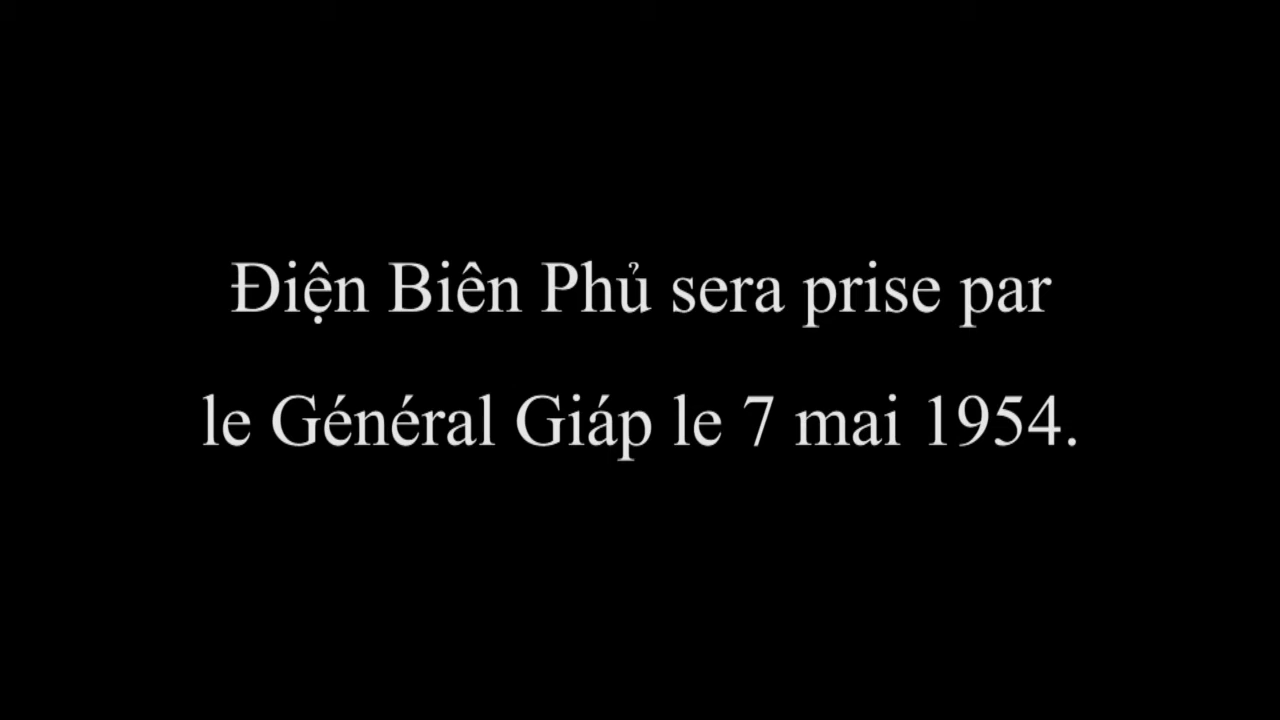 Điện Biên Phủ sera prise par
le Général Giáp le 7 mai 1954.